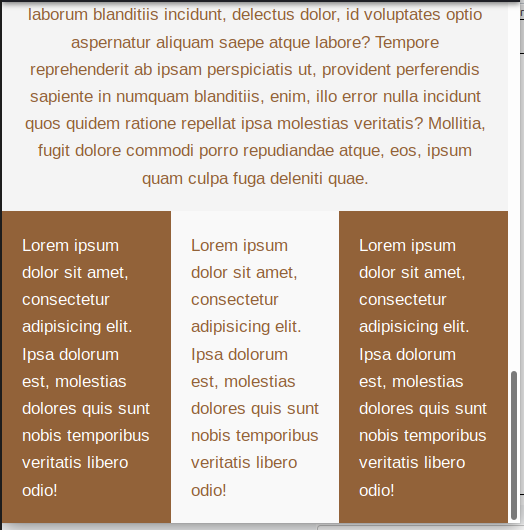 laborum blanditiis incidunt, delectus dolor, id voluptates optio
aspernatur aliquam saepe atque labore? Tempore
reprehenderit ab ipsam perspiciatis ut, provident perferendis
sapiente in numquam blanditiis, enim, illo error nulla incidunt
quos quidem ratione repellat ipsa molestias veritatis? Mollitia,
fugit dolore commodi porro repudiandae atque, eos, ipsum
quam culpa fuga deleniti quae.
Lorem ipsum
dolor sit amet,
consectetur
adipisicing elit.
Ipsa dolorum
est, molestias
dolores quis sunt
nobis temporibus
veritatis libero
odio!
Lorem ipsum
dolor sit amet,
consectetur
adipisicing elit.
Ipsa dolorum
est, molestias
dolores quis sunt
nobis temporibus
veritatis libero
odio!
Lorem ipsum
dolor sit amet,
consectetur
adipisicing elit.
Ipsa dolorum
est, molestias
dolores quis sunt
nobis temporibus
veritatis libero
odio!